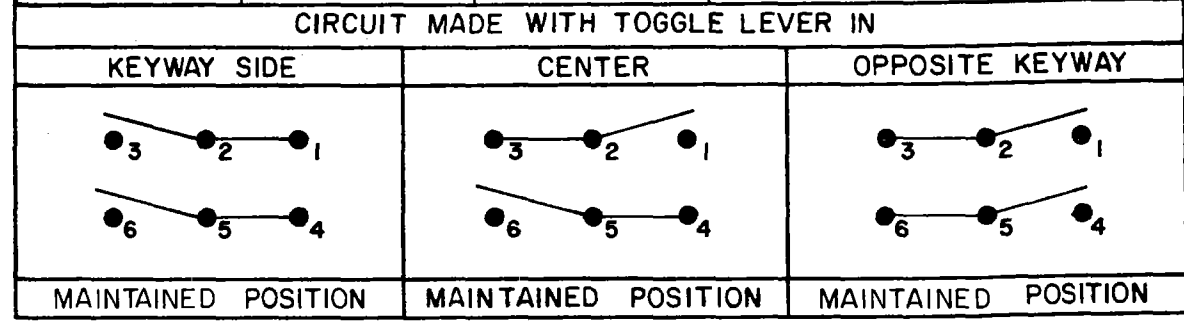 CIRCUIT MADE WITH TOGGLE LEVER IN
KEYWAY SIDE CENTER OPPOSITE KEYWAY
3 2 1 3 2 1 3 2 1
6 5 4 6 5 4 6 5 4
MAINTAINED POSITION MAINTAINED POSITION MAINTAINED POSITION